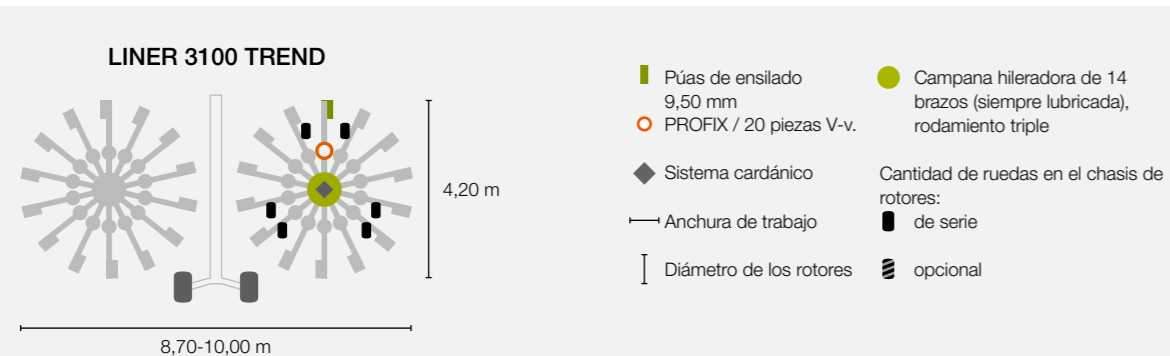 LINER 3100 TREND
4,20 m
8,70-10,00 m
Púas de ensilado
9,50 mm
PROFIX / 20 piezas V-v.
Sistema cardánico
Anchura de trabajo
Diámetro de los rotores
Campana hileradora de 14
brazos (siempre lubricada),
rodamiento triple
Cantidad de ruedas en el chasis de
rotores:
de serie
opcional